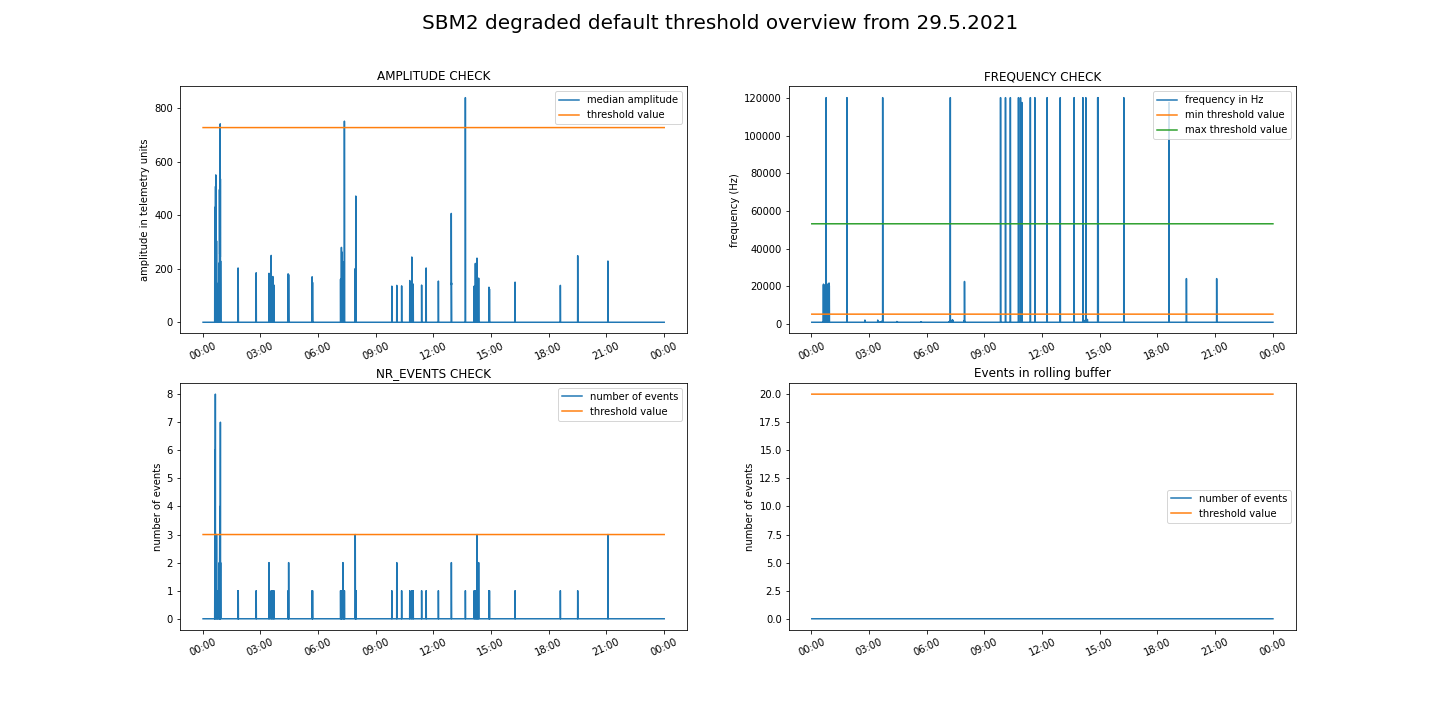 SBM2 degraded default threshold overview from 29.5.2021
AMPLITUDE CHECK
amplitude in telemetry units
800
600
400
200
0
median amplitude
threshold value
00:00 03:00 06:00 09:00 12:00 15:00 18:00 21:00 00:00
FREQUENCY CHECK
frequency (Hz)
120000
100000
80000
60000
40000
20000
0
frequency in Hz
min threshold value
max threshold value
00:00 03:00 06:00 09:00 12:00 15:00 18:00 21:00 00:00
NR_EVENTS CHECK
number of events
8
7
6
5
4
3
2
1
0
number of events
threshold value
00:00 03:00 06:00 09:00 12:00 15:00 18:00 21:00 00:00
Events in rolling buffer
number of events
20.0
17.5
15.0
12.5
10.0
7.5
5.0
2.5
0.0
number of events
threshold value
00:00 03:00 06:00 09:00 12:00 15:00 18:00 21:00 00:00